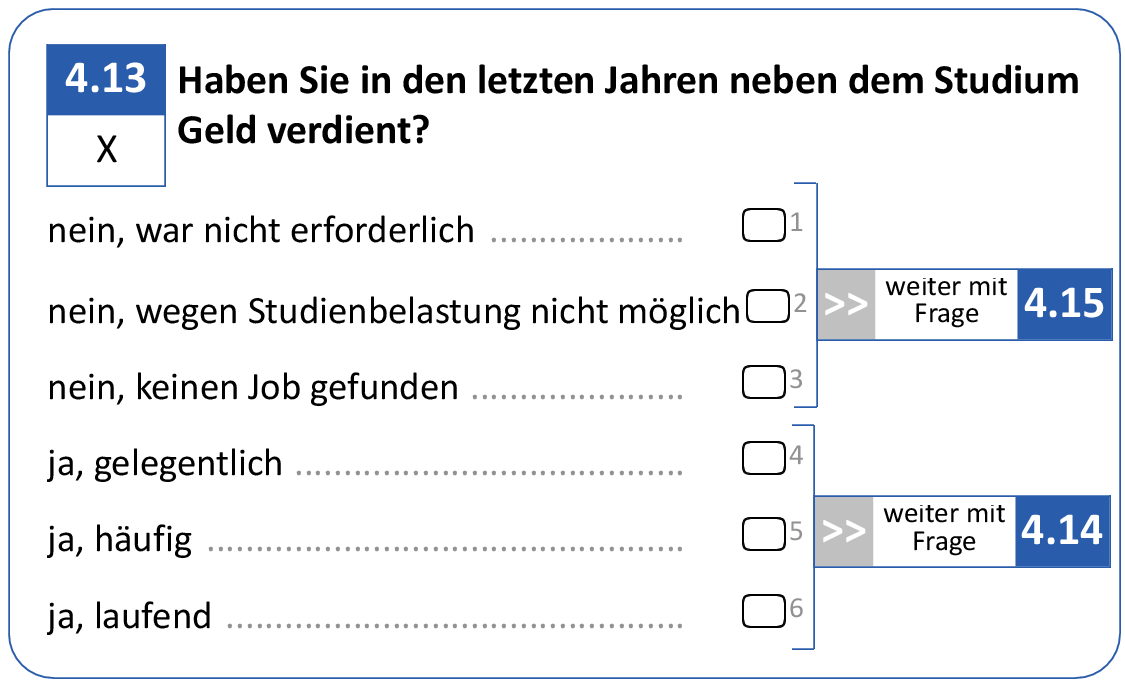 4.13
X
Haben Sie in den letzten Jahren neben dem Studium
Geld verdient?
nein, war nicht erforderlich .................... 1
nein, wegen Studienbelastung nicht möglich 2
>> weiter mit Frage 4.15
nein, keinen Job gefunden ...................... 3
ja, gelegentlich ........................................ 4
ja, häufig ................................................. 5
>> weiter mit Frage 4.14
ja, laufend ............................................... 6